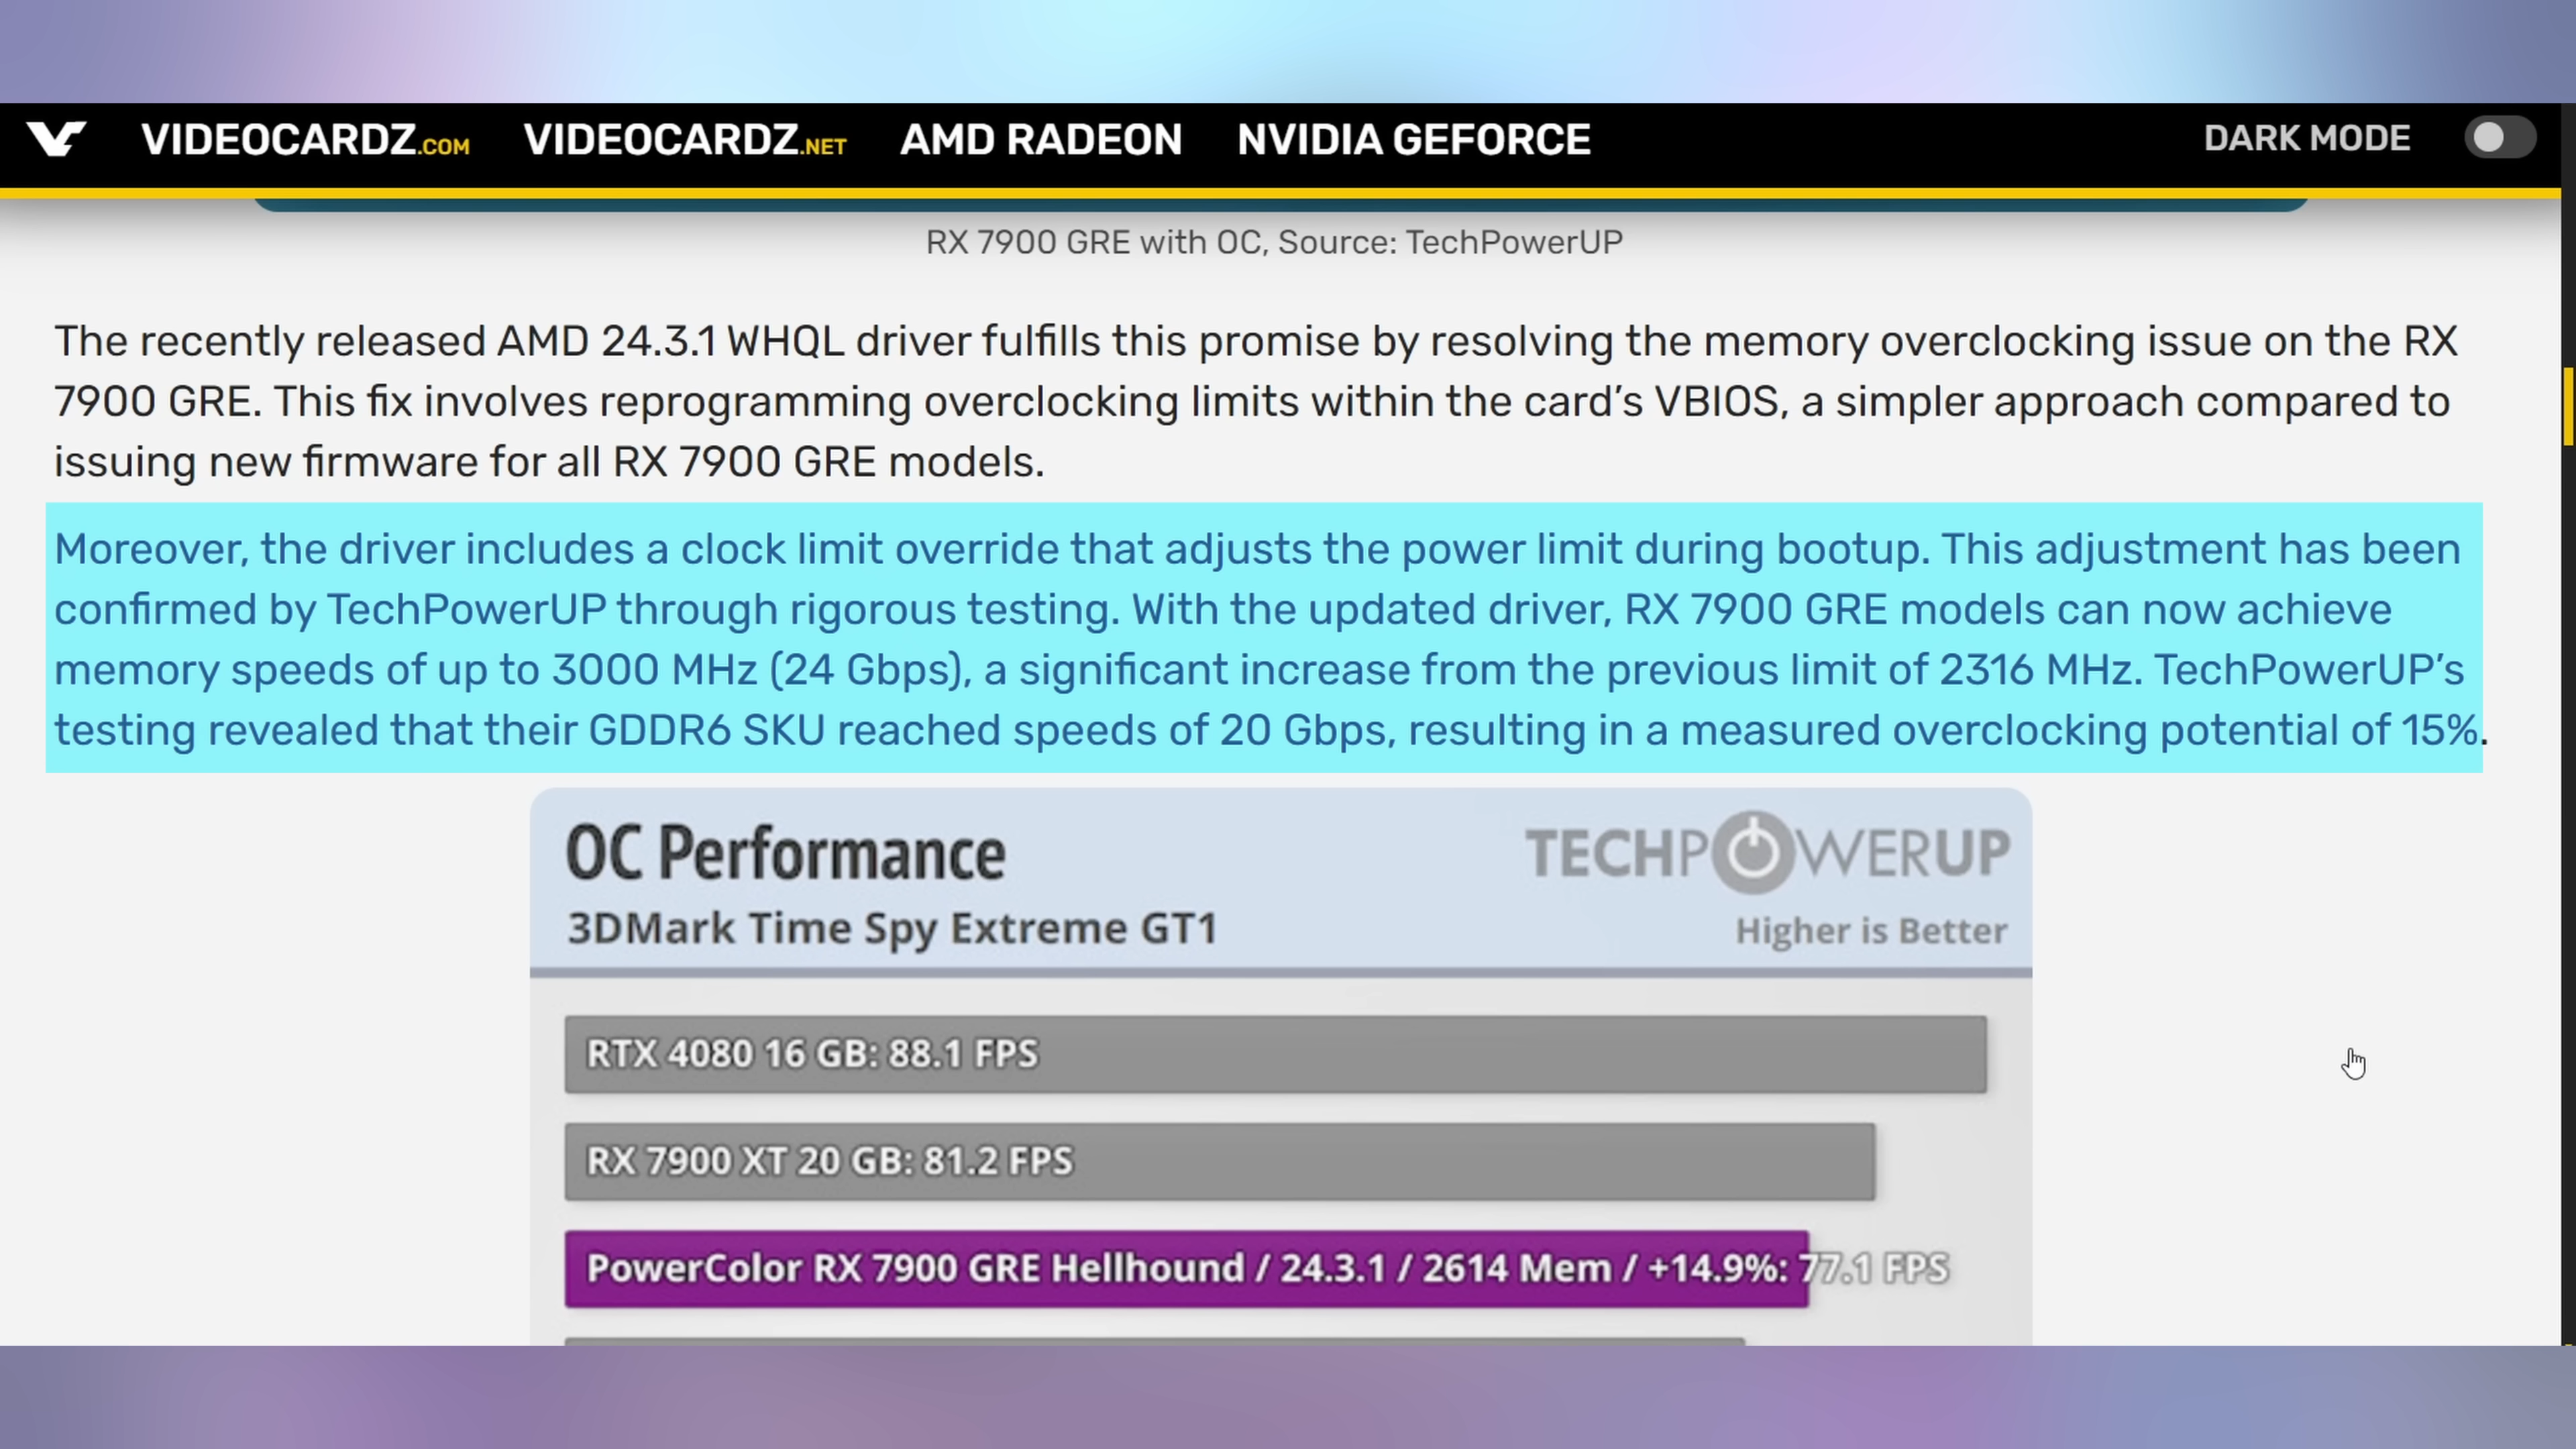 VIDEOCARDZ.COM VIDEOCARDZ.NET AMD RADEON NVIDIA GEFORCE DARK MODE
RX 7900 GRE with OC, Source: TechPowerUP
The recently released AMD 24.3.1 WHQL driver fulfills this promise by resolving the memory overclocking issue on the RX
7900 GRE. This fix involves reprogramming overclocking limits within the card’s VBIOS, a simpler approach compared to
issuing new firmware for all RX 7900 GRE models.
Moreover, the driver includes a clock limit override that adjusts the power limit during bootup. This adjustment has been
confirmed by TechPowerUP through rigorous testing. With the updated driver, RX 7900 GRE models can now achieve
memory speeds of up to 3000 MHz (24 Gbps), a significant increase from the previous limit of 2316 MHz. TechPowerUP’s
testing revealed that their GDDR6 SKU reached speeds of 20 Gbps, resulting in a measured overclocking potential of 15%.
OC Performance TECHPOWERUP
3DMark Time Spy Extreme GT1 Higher is Better
RTX 4080 16 GB: 88.1 FPS
RX 7900 XT 20 GB: 81.2 FPS
PowerColor RX 7900 GRE Hellhound / 24.3.1 / 2614 Mem / +14.9%: 77.1 FPS